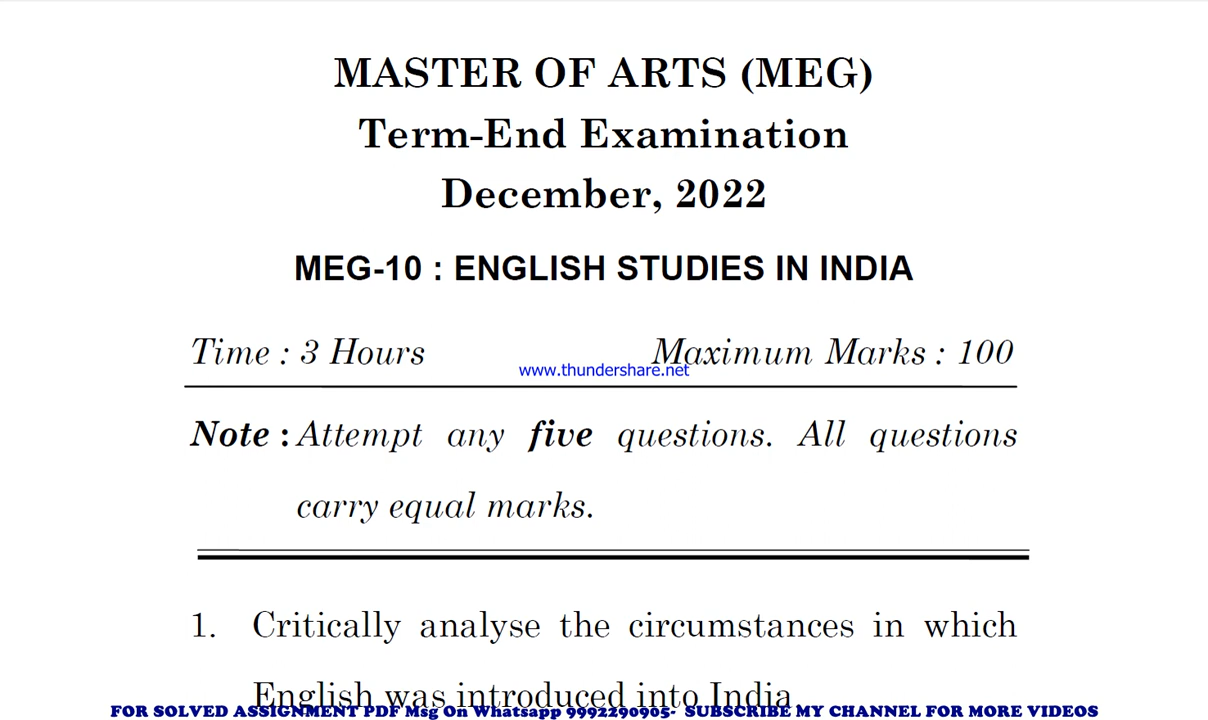 MASTER OF ARTS (MEG)
Term-End Examination
December, 2022
MEG-10 : ENGLISH STUDIES IN INDIA
Time : 3 Hours Maximum Marks : 100
www.thundershare.net
Note : Attempt any five questions. All questions
carry equal marks.
1. Critically analyse the circumstances in which
English was introduced into India
FOR SOLVED ASSIGNMENT PDF Msg On Whatsapp 9992290905- SUBSCRIBE MY CHANNEL FOR MORE VIDEOS